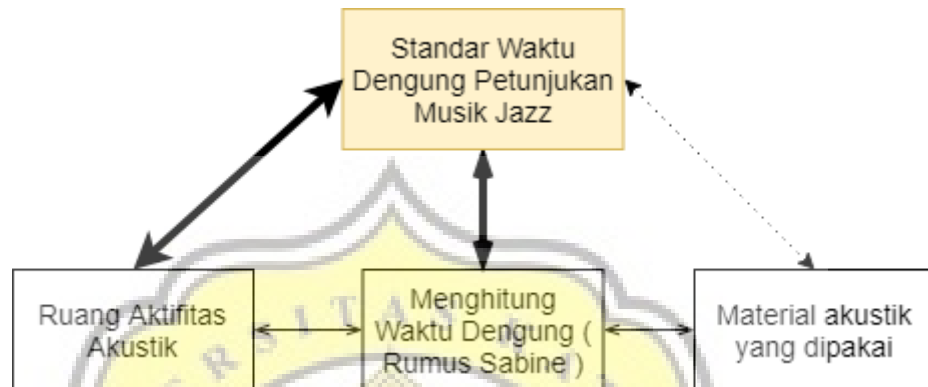 Standar Waktu
Dengung Petunjukan
Musik Jazz
Ruang Aktifitas
Akustik
Menghitung
Waktu Dengung (
Rumus Sabine )
Material akustik
yang dipakai